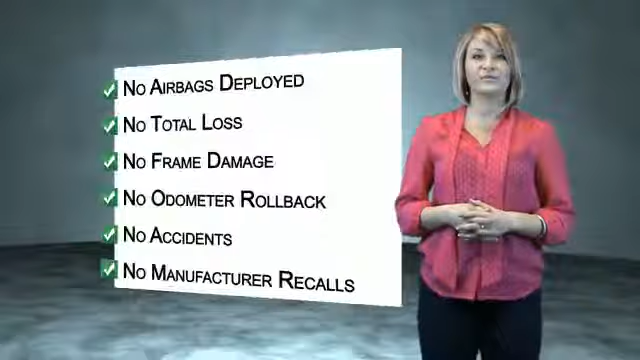 No Airbags Deployed
No Total Loss
No Frame Damage
No Odometer Rollback
No Accidents
No Manufacturer Recalls